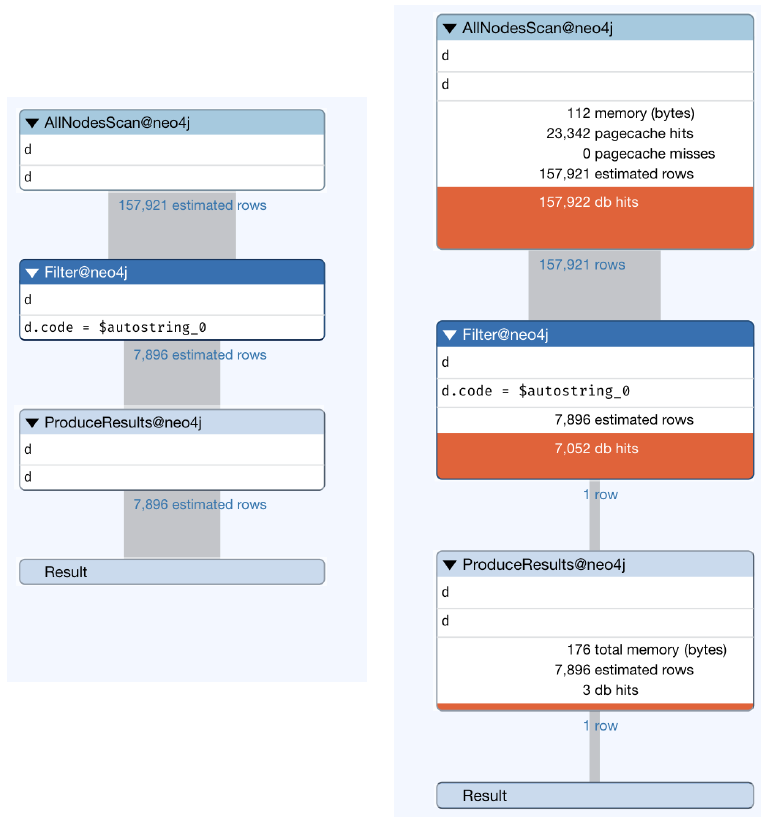 AllNodesScan@neo4j
d
d
157,921 estimated rows
Filter@neo4j
d
d.code = $autostring_0
7,896 estimated rows
ProduceResults@neo4j
d
d
7,896 estimated rows
Result
AllNodesScan@neo4j
d
d
112 memory (bytes)
23,342 pagecache hits
0 pagecache misses
157,921 estimated rows
157,922 db hits
157,921 rows
Filter@neo4j
d
d.code = $autostring_0
7,896 estimated rows
7,052 db hits
1 row
ProduceResults@neo4j
d
d
176 total memory (bytes)
7,896 estimated rows
3 db hits
1 row
Result